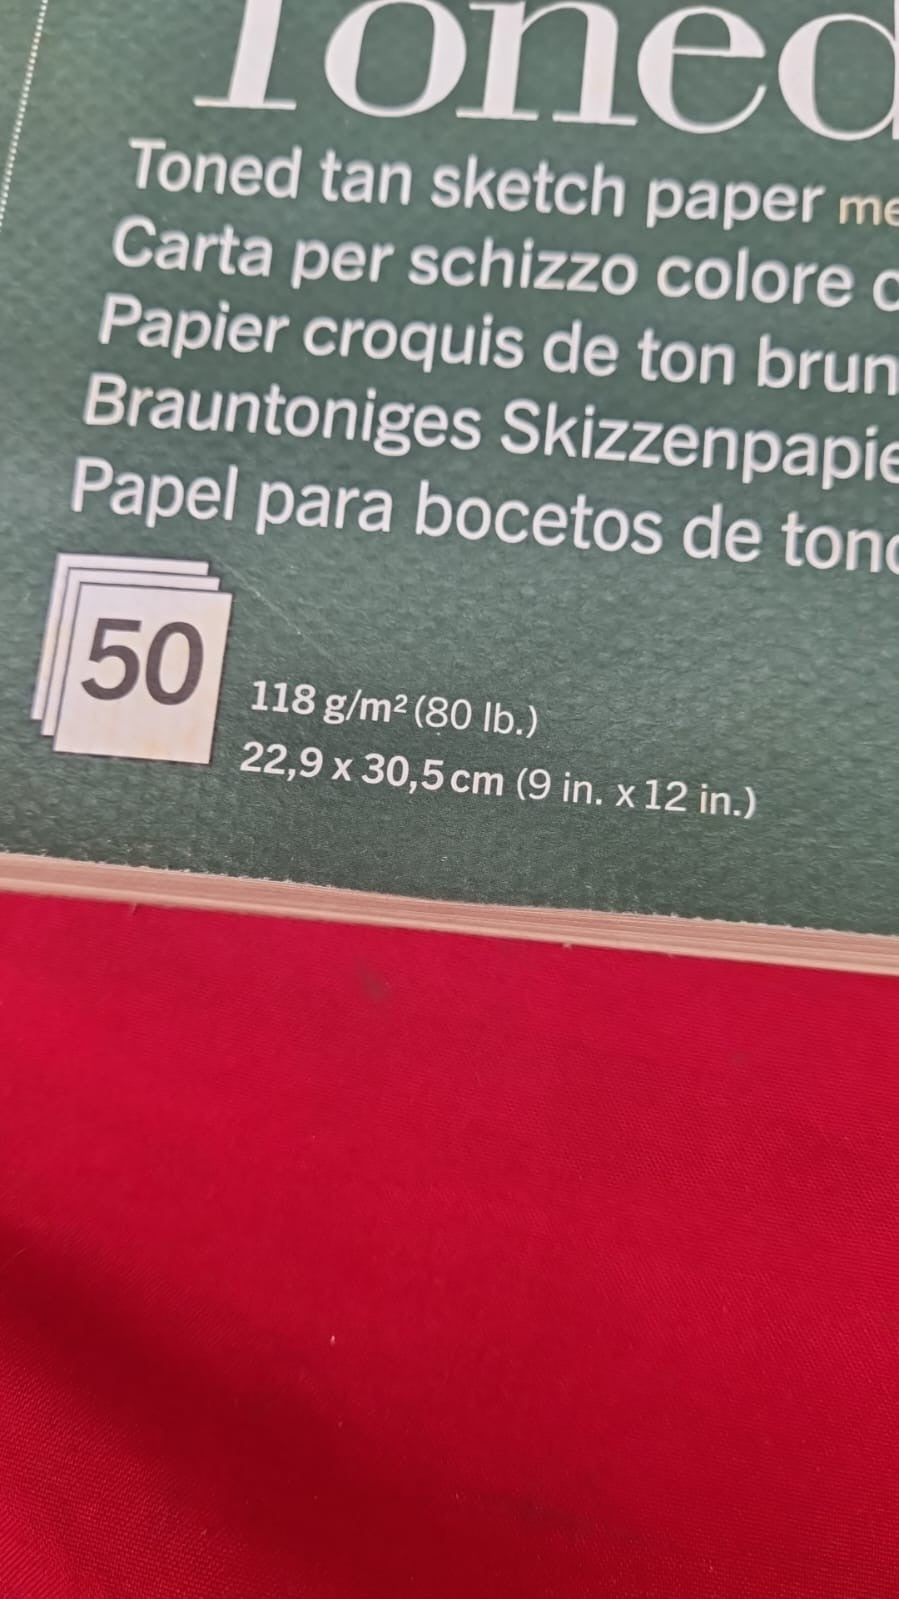 Toned
Toned tan sketch paper
Carta per schizzo colore
Papier croquis de ton brun
Brauntoniges
Papel para bocetos de
50
118 g/m² (80 lb.)
22,9 x 30,5 cm (9 in. x 12 in.)